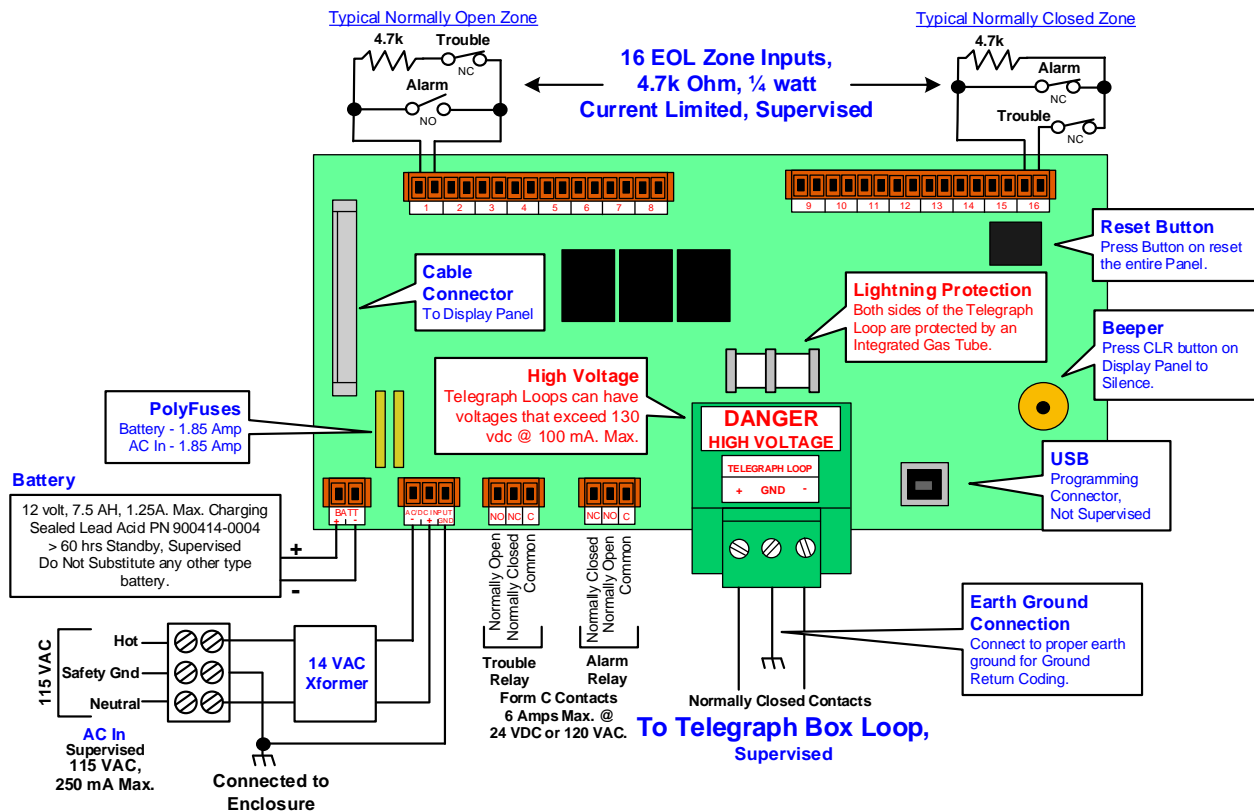 Typical Normally Open Zone
4.7k
Trouble
NC
Alarm
NO
16 EOL Zone Inputs,
4.7k Ohm, ¼ watt
Current Limited, Supervised
Typical Normally Closed Zone
4.7k
Alarm
NC
Trouble
NC
1 2 3 4 5 6 7 8
9 10 11 12 13 14 15 16
Reset Button
Press Button on reset
the entire Panel.
Cable
Connector
To Display Panel
Lightning Protection
Both sides of the Telegraph
Loop are protected by an
Integrated Gas Tube.
Beeper
Press CLR button on
Display Panel to
Silence.
High Voltage
Telegraph Loops can have
voltages that exceed 130
vdc @ 100 mA. Max.
PolyFuses
Battery - 1.85 Amp
AC In - 1.85 Amp
DANGER
HIGH VOLTAGE
TELEGRAPH LOOP
+ GND -
USB
Programming
Connector,
Not Supervised
Battery
12 volt, 7.5 AH, 1.25A. Max. Charging
Sealed Lead Acid PN 900414-0004
> 60 hrs Standby, Supervised
Do Not Substitute any other type
battery.
+
-
BATT
+ -
AC/DC INPUT
- + GND
NO NC C
Normally Open
Normally Closed
Common
Trouble
Relay
NC NO C
Normally Closed
Normally Open
Common
Alarm
Relay
Form C Contacts
6 Amps Max. @
24 VDC or 120 VAC.
Earth Ground
Connection
Connect to proper earth
ground for Ground
Return Coding.
115 VAC
Hot
Safety Gnd
Neutral
14 VAC
Xformer
AC In
Supervised
115 VAC,
250 mA Max.
Connected to
Enclosure
Normally Closed Contacts
To Telegraph Box Loop,
Supervised